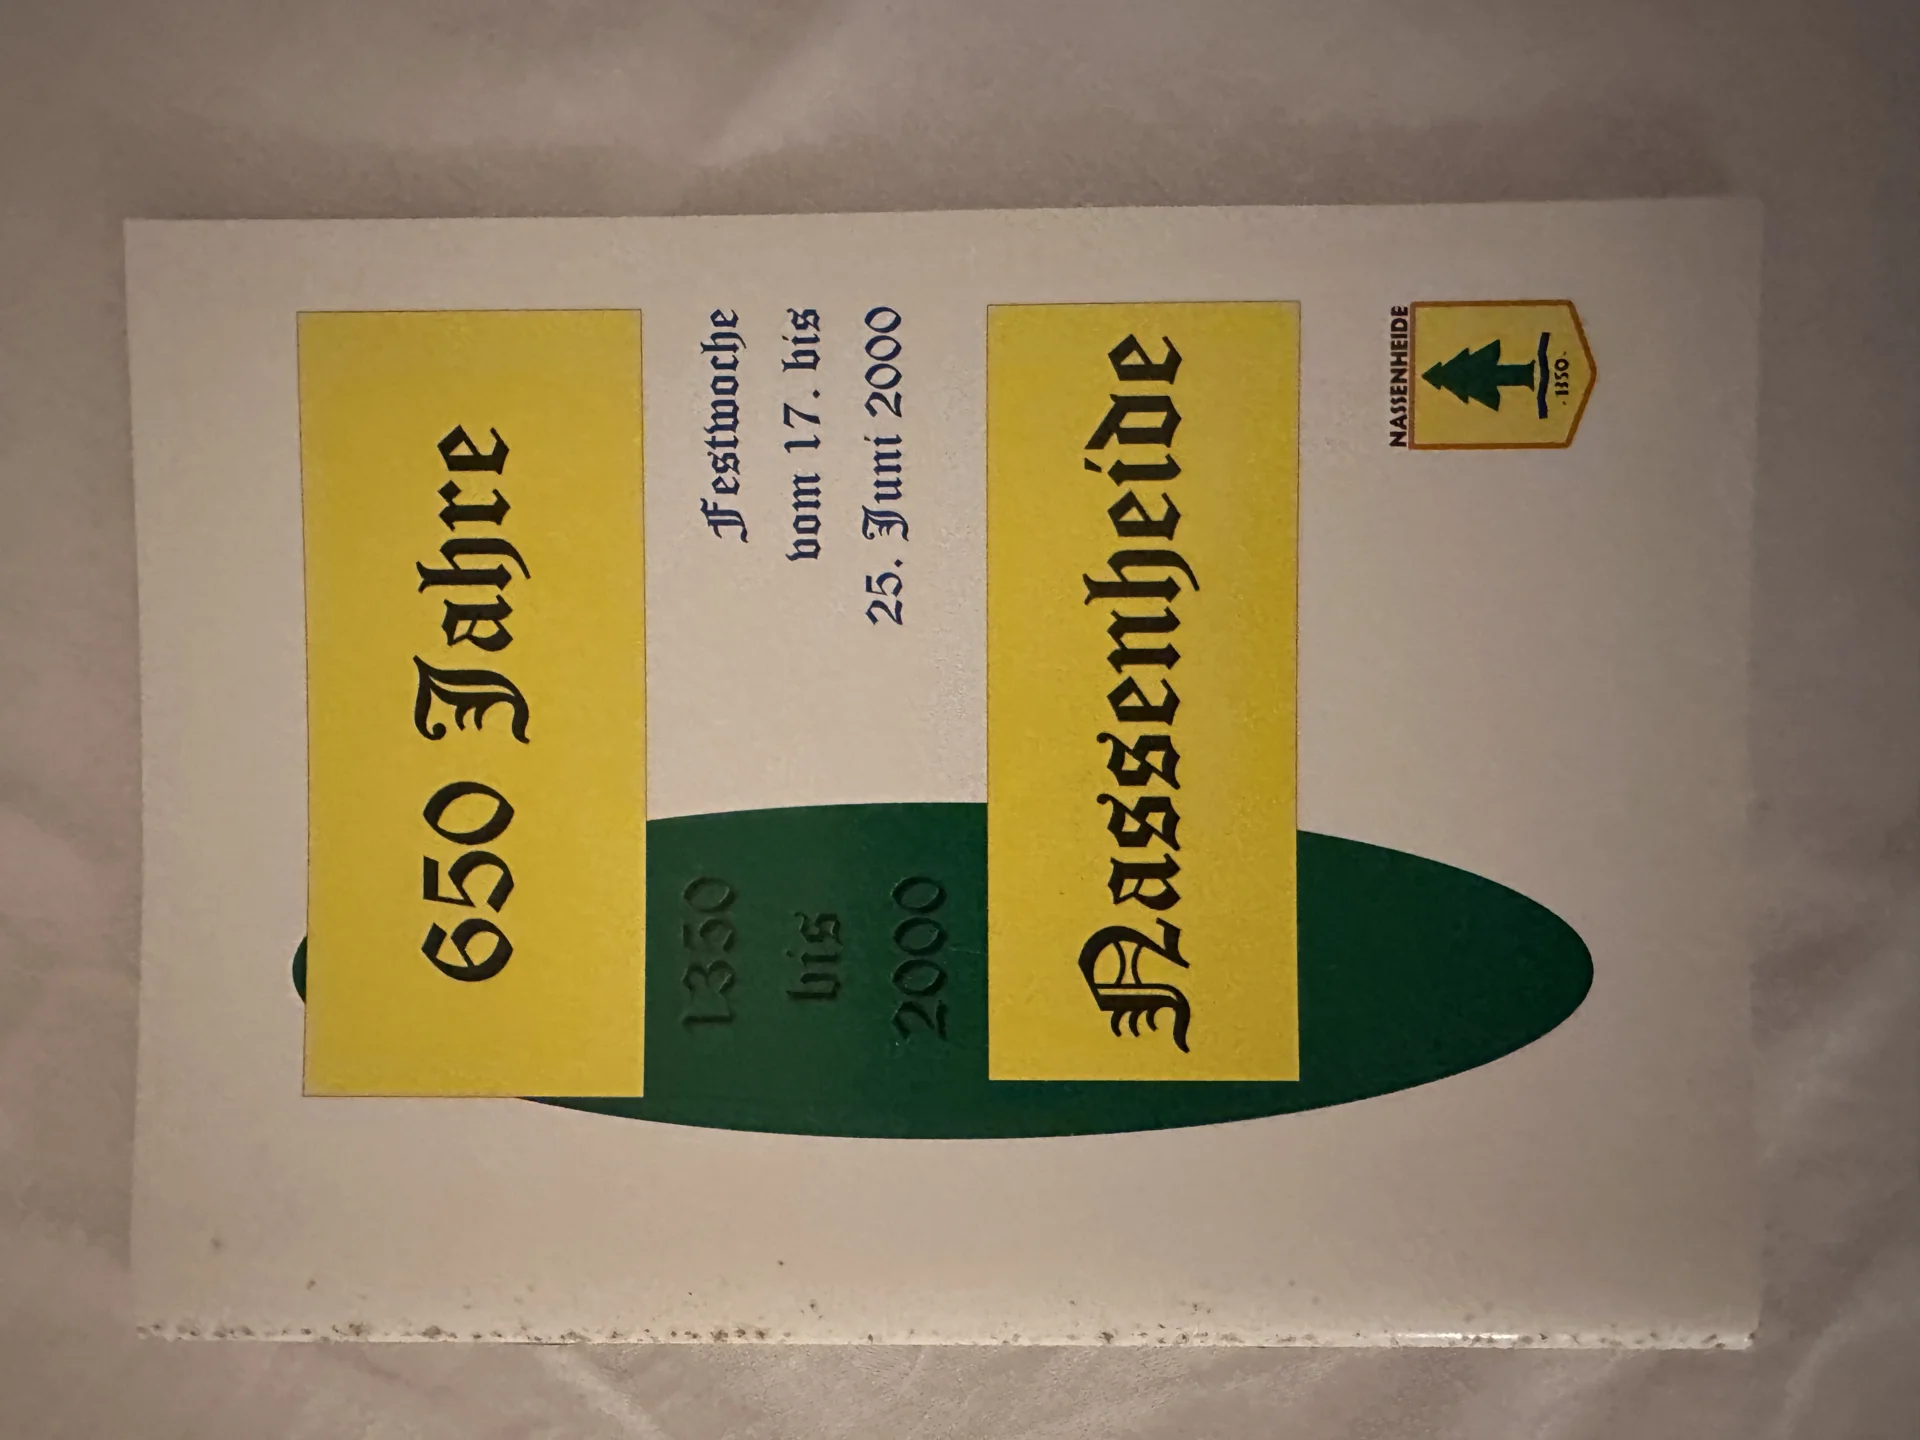 650 Jahre
Festwoche
vom 17. bis
25. Juni 2000
1350
bis
2000
Nassenheide
NASSENHEIDE
· 1350 ·